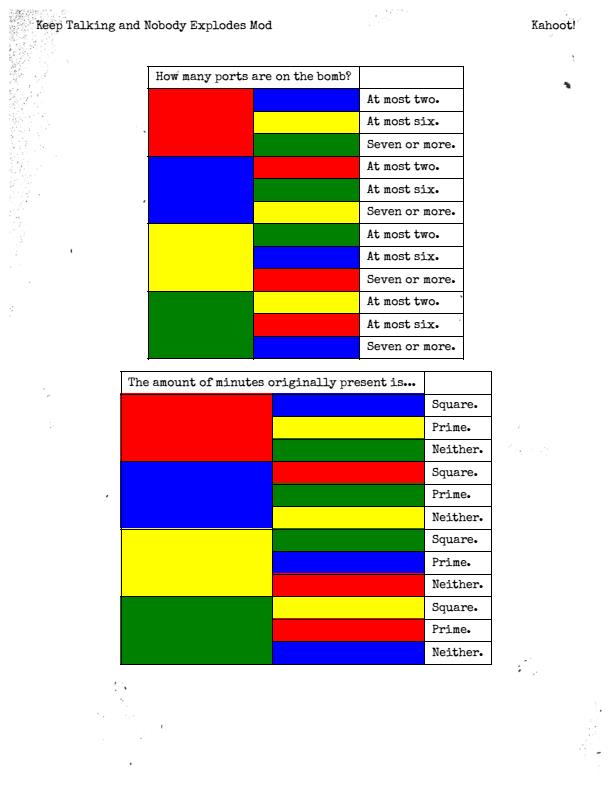 Keep Talking and Nobody Explodes Mod Kahoot!
How many ports are on the bomb?
At most two.
At most six.
Seven or more.
At most two.
At most six.
Seven or more.
At most two.
At most six.
Seven or more.
At most two.
At most six.
Seven or more.
The amount of minutes originally present is...
Square.
Prime.
Neither.
Square.
Prime.
Neither.
Square.
Prime.
Neither.
Square.
Prime.
Neither.